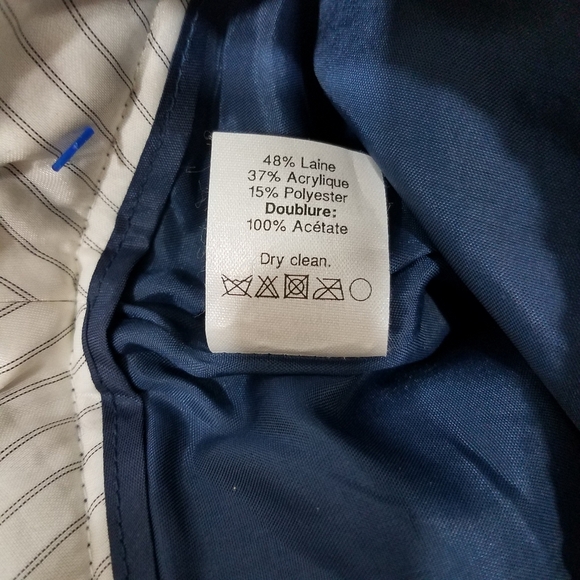 48% Laine
37% Acrylique
15% Polyester
Doublure:
100% Acétate
Dry clean.